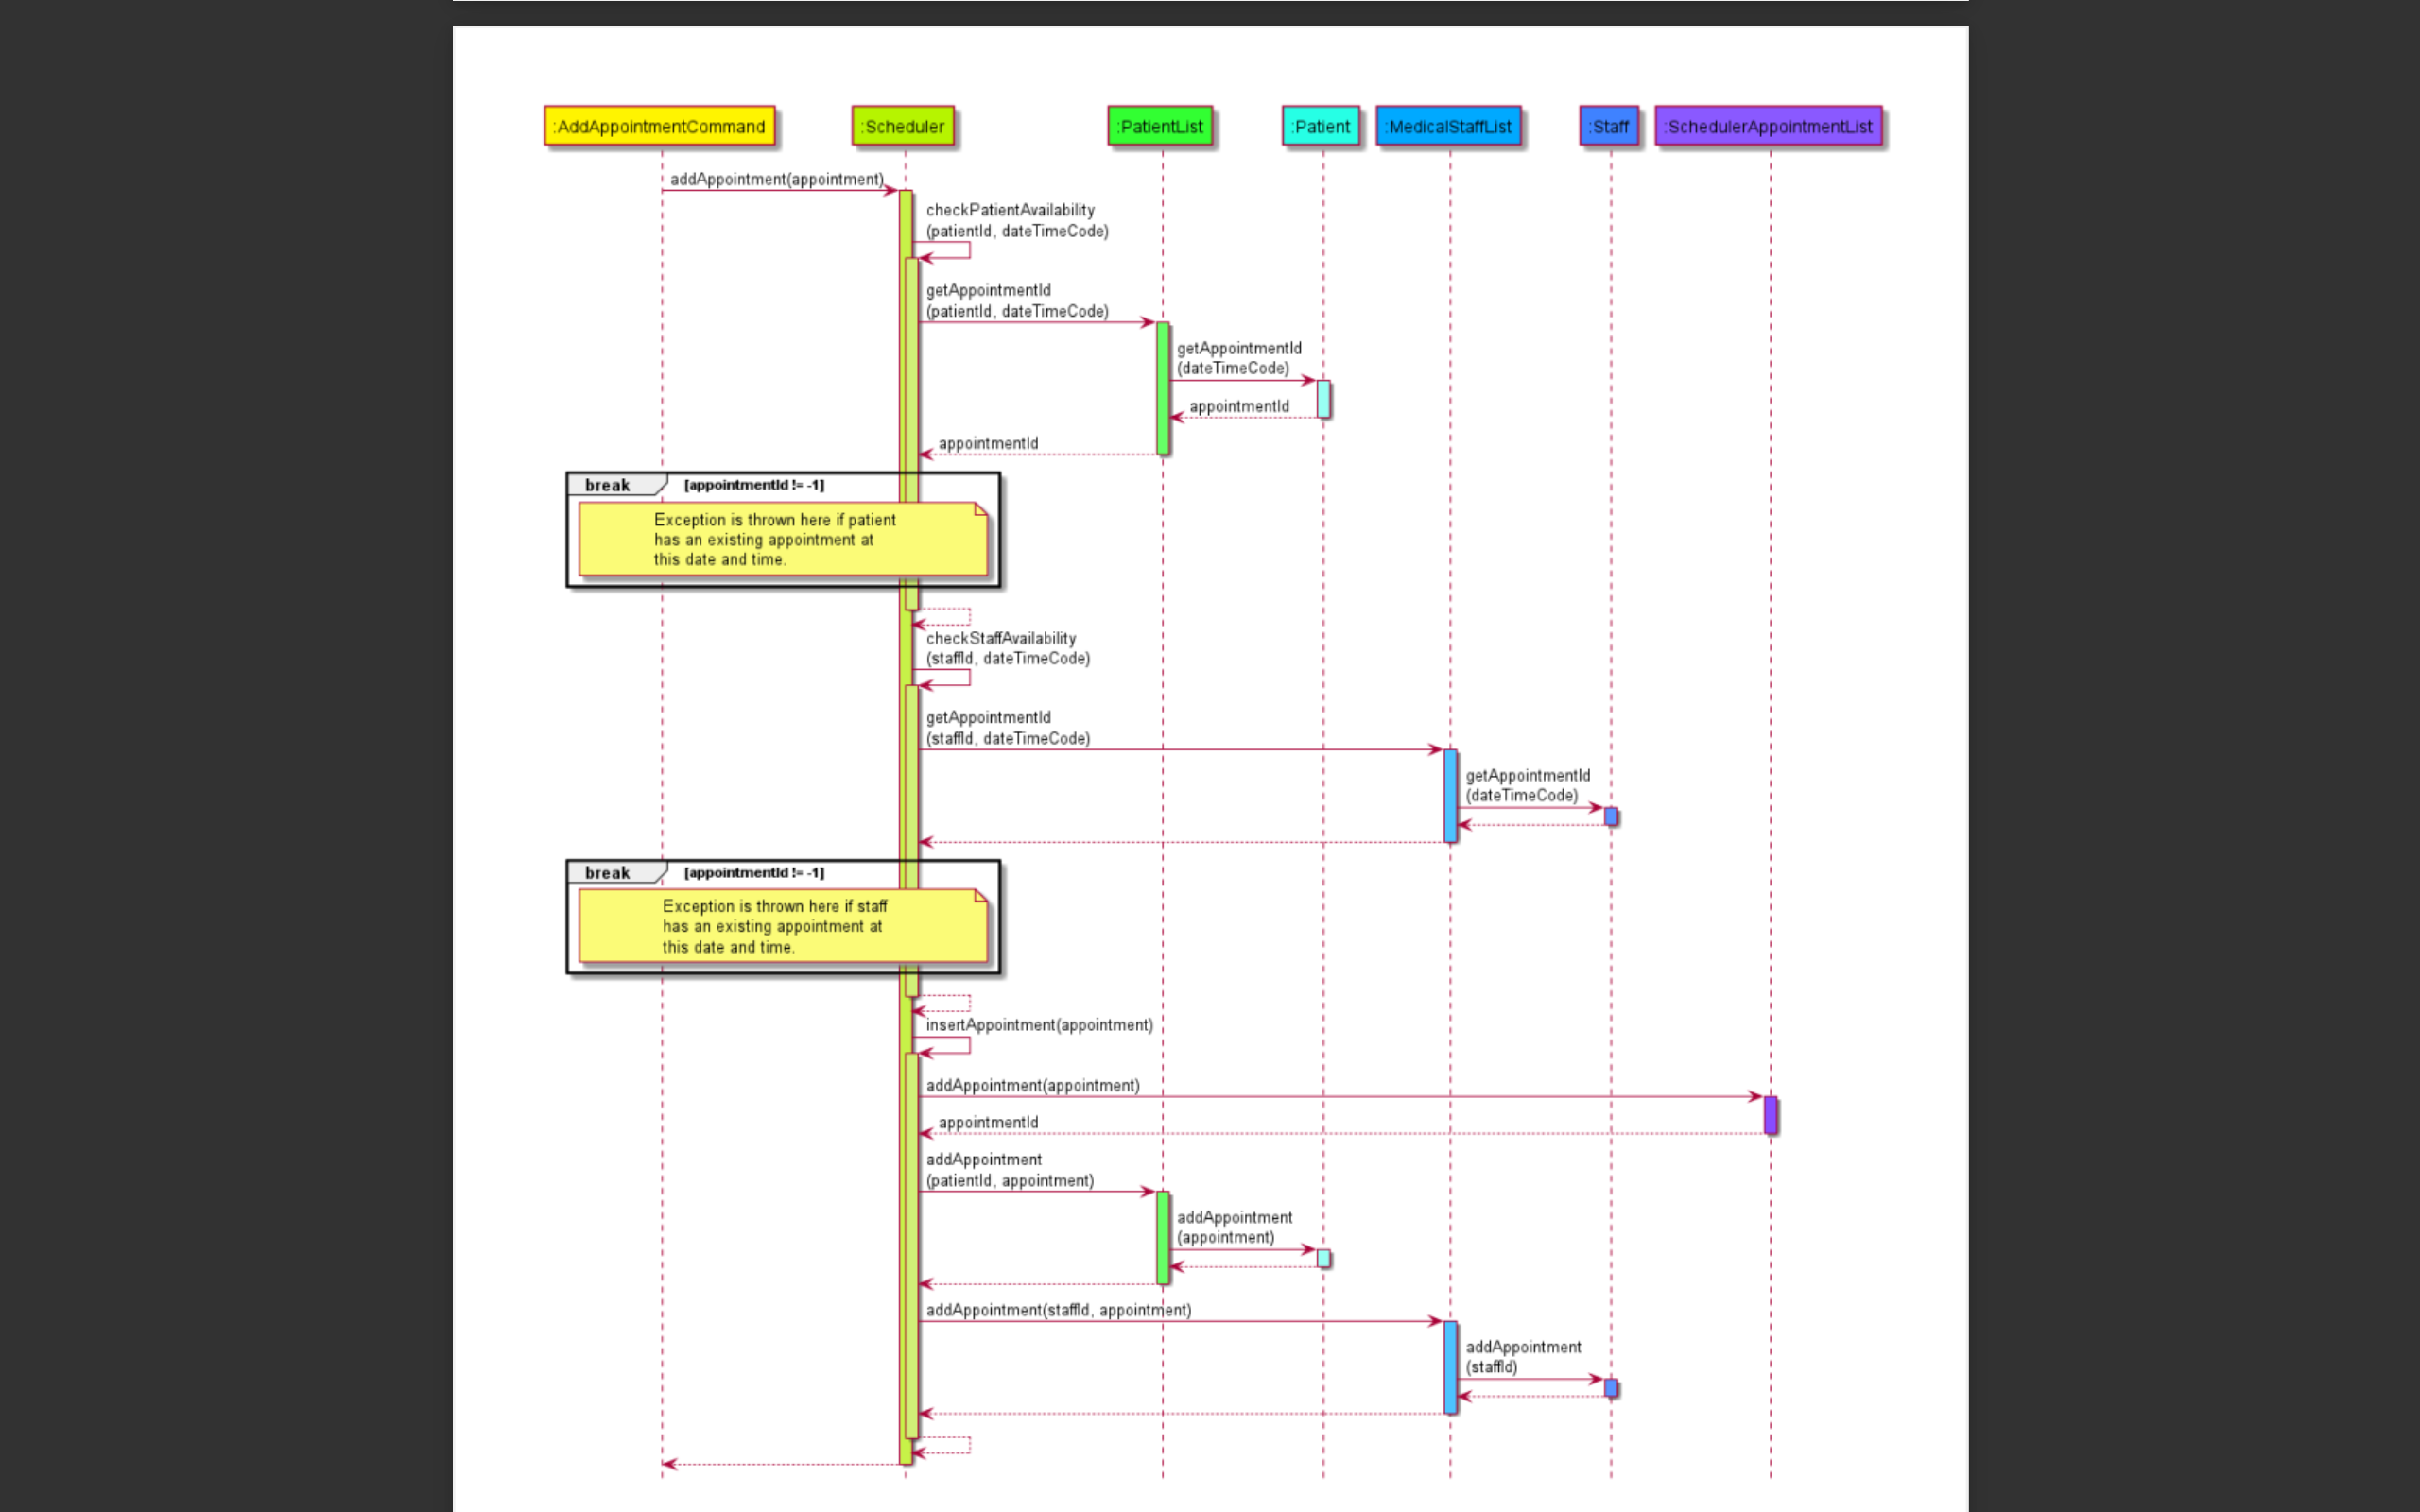 :AddAppointmentCommand
:Scheduler
:PatientList
:Patient
:MedicalStaffList
:Staff
:SchedulerAppointmentList
addAppointment(appointment)
checkPatientAvailability
(patientId, dateTimeCode)
getAppointmentId
(patientId, dateTimeCode)
getAppointmentId
(dateTimeCode)
appointmentId
appointmentId
break
[appointmentId != -1]
Exception is thrown here if patient
has an existing appointment at
this date and time.
checkStaffAvailability
(staffId, dateTimeCode)
getAppointmentId
(staffId, dateTimeCode)
getAppointmentId
(dateTimeCode)
break
[appointmentId != -1]
Exception is thrown here if staff
has an existing appointment at
this date and time.
insertAppointment(appointment)
addAppointment(appointment)
appointmentId
addAppointment
(patientId, appointment)
addAppointment
(appointment)
addAppointment(staffId, appointment)
addAppointment
(staffId)